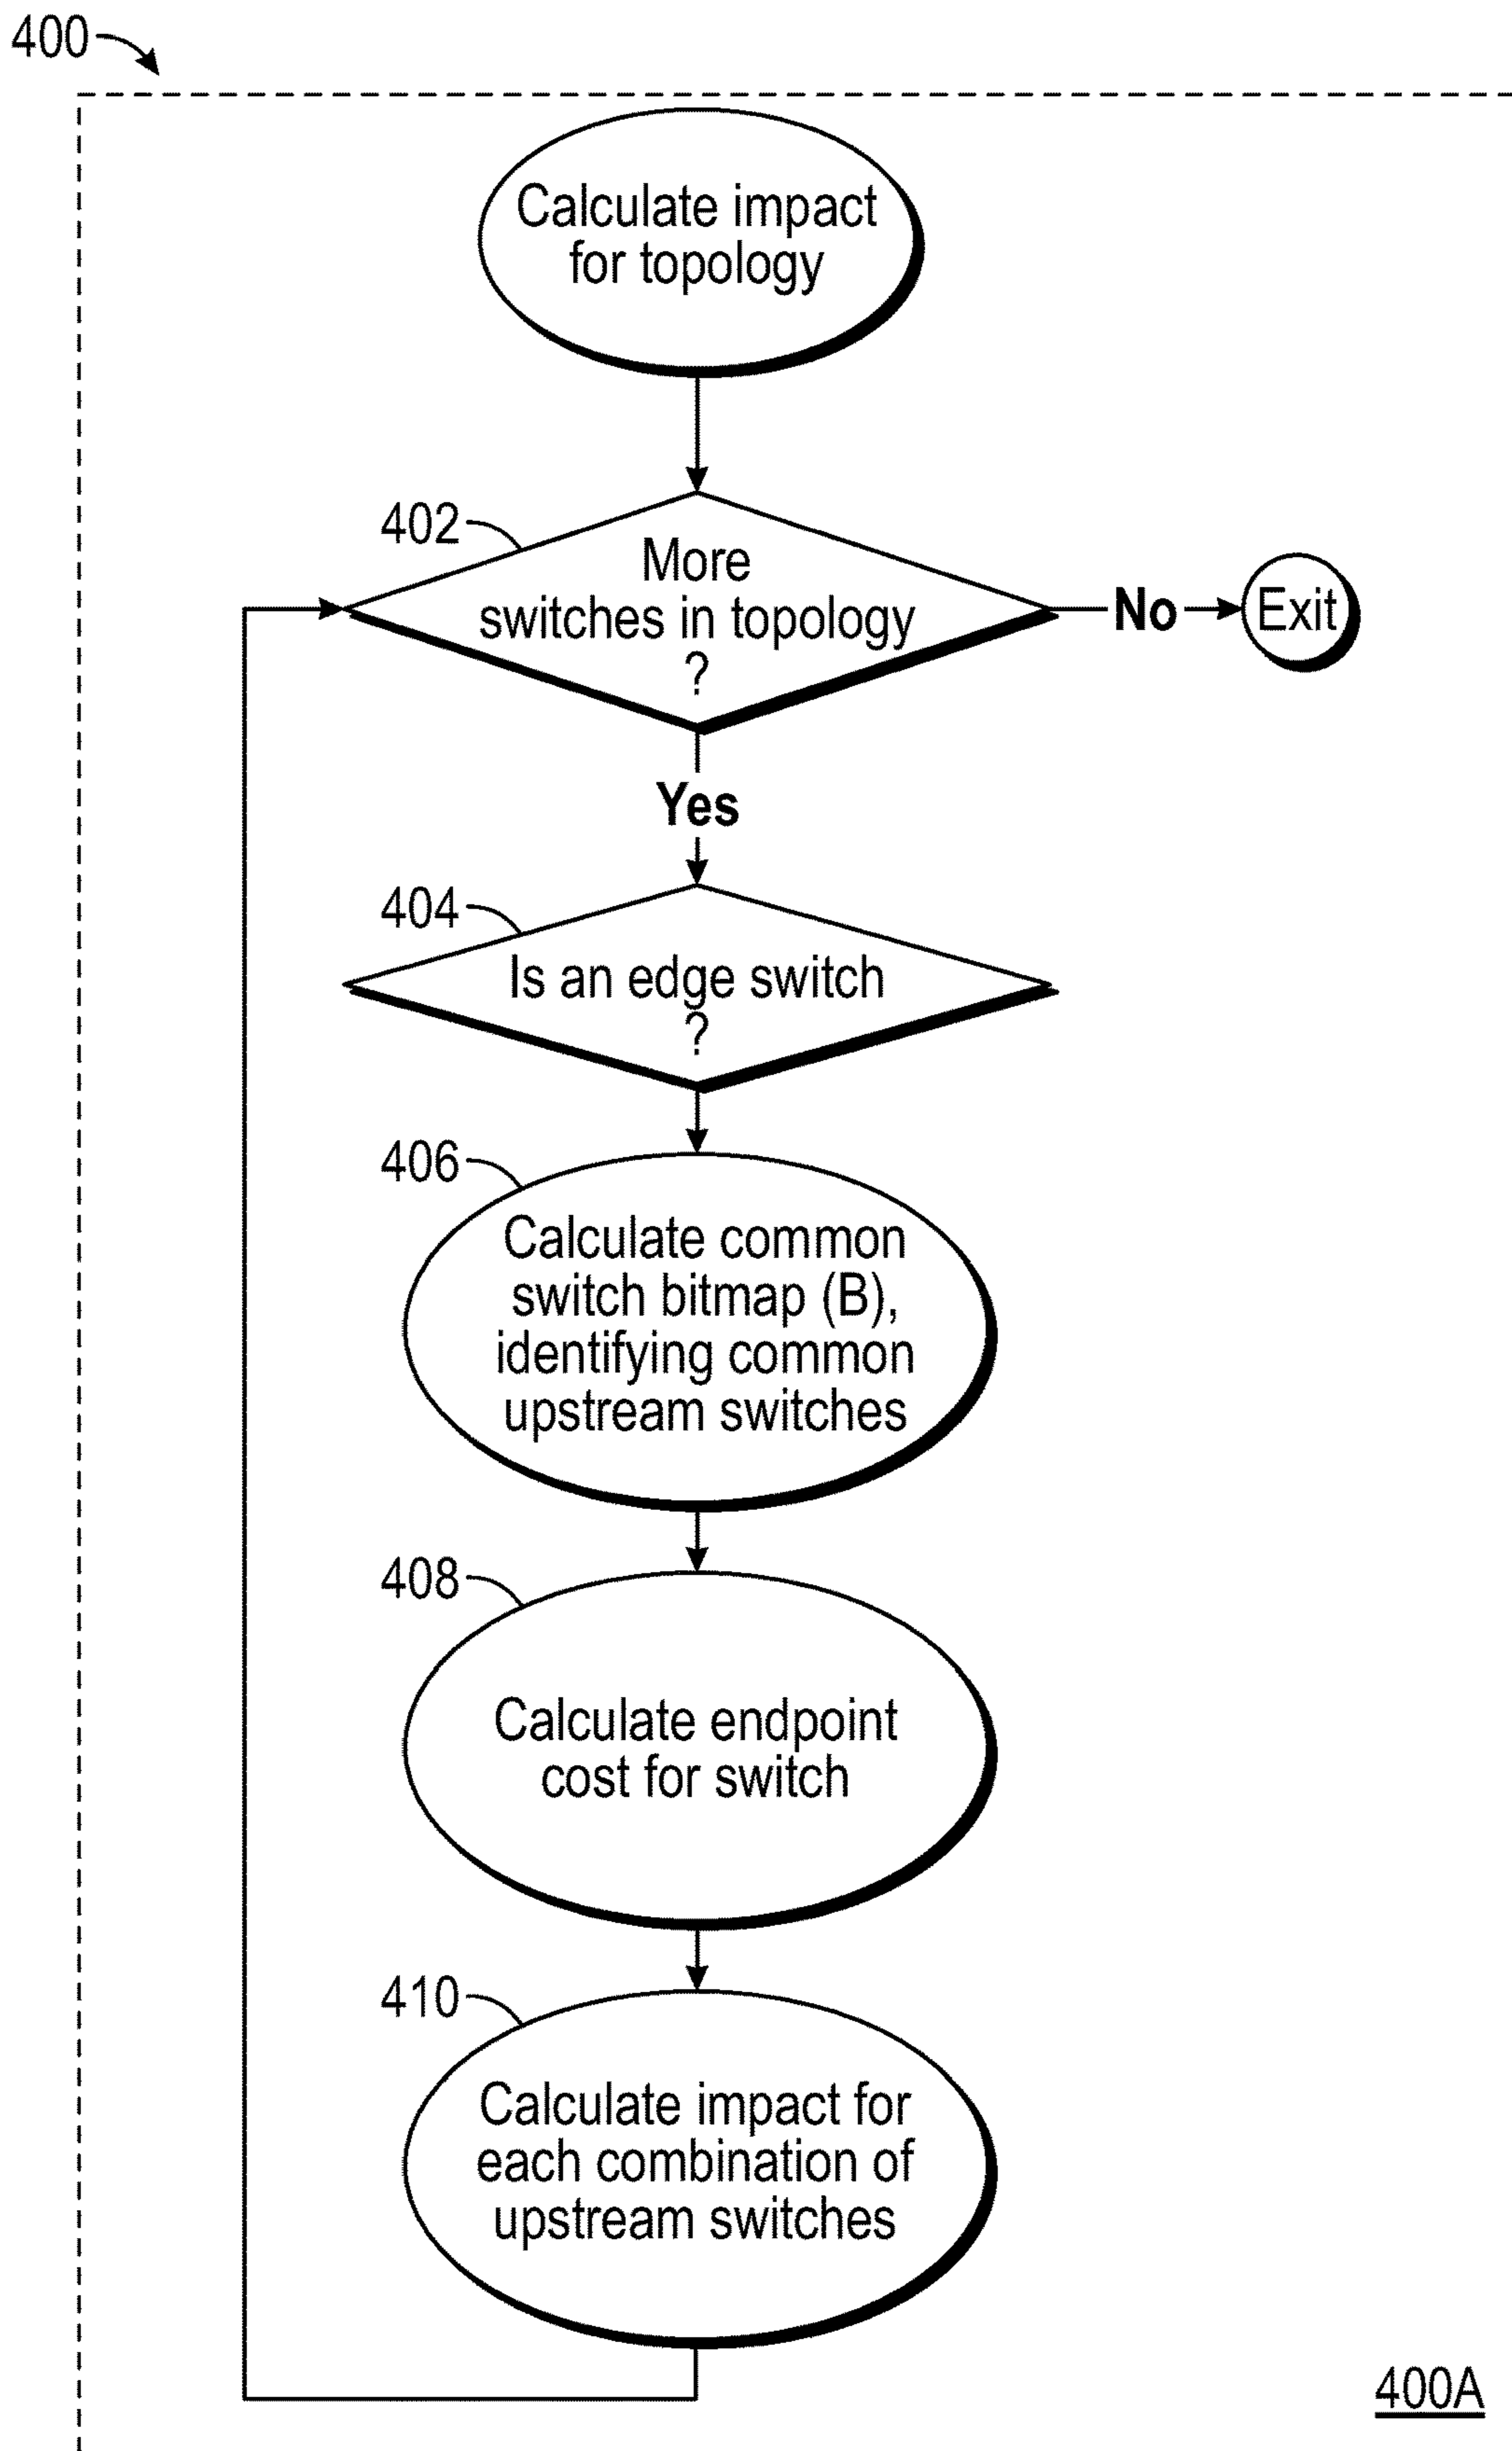 400
Calculate impact
for topology
402
More
switches in topology
?
No
Exit
Yes
404
Is an edge switch
?
406
Calculate common
switch bitmap (B),
identifying common
upstream switches
408
Calculate endpoint
cost for switch
410
Calculate impact for
each combination of
upstream switches
400A